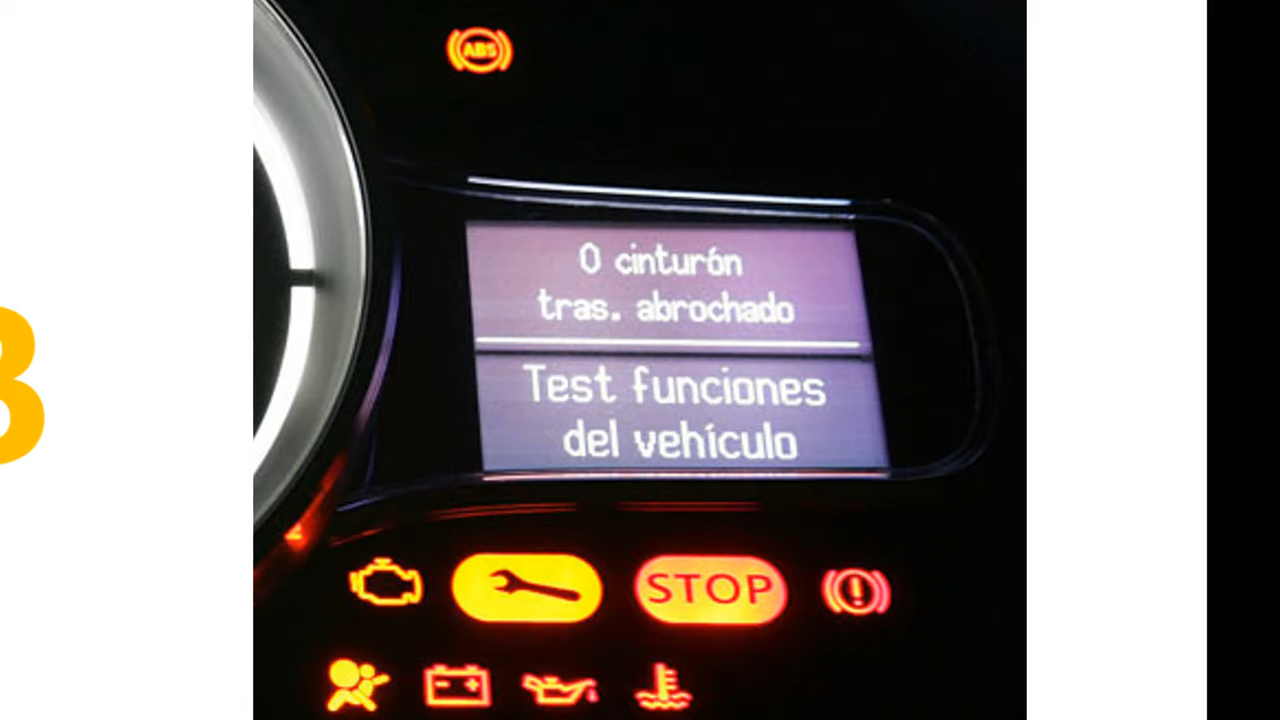 ABS
0 cinturón
tras. abrochado
Test funciones
del vehículo
STOP